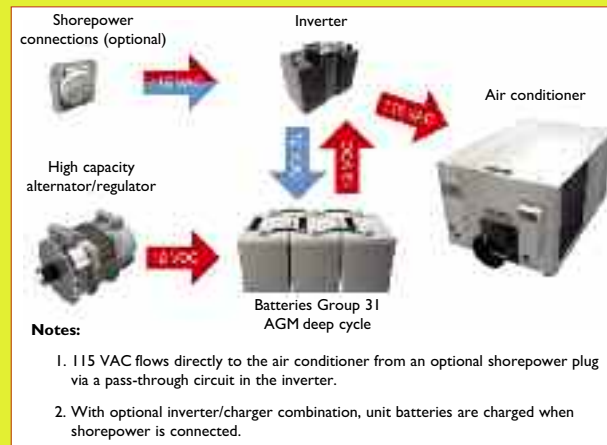 Shorepower
connections (optional)
Inverter
Air conditioner
High capacity
alternator/regulator
VDC
Batteries Group 31
AGM deep cycle
Notes:
1. 115 VAC flows directly to the air conditioner from an optional shorepower plug
via a pass-through circuit in the inverter.
2. With optional inverter/charger combination, unit batteries are charged when
shorepower is connected.